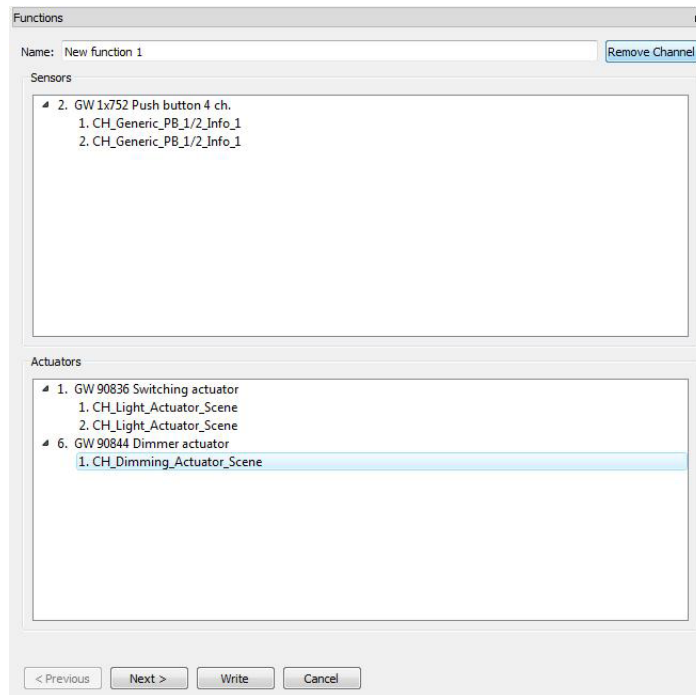 Functions
Name: New function 1 Remove Channel
Sensors
2. GW 1x752 Push button 4 ch.
1. CH_Generic_PB_1/2_Info_1
2. CH_Generic_PB_1/2_Info_1
Actuators
1. GW 90836 Switching actuator
1. CH_Light_Actuator_Scene
2. CH_Light_Actuator_Scene
6. GW 90844 Dimmer actuator
1. CH_Dimming_Actuator_Scene
< Previous Next > Write Cancel